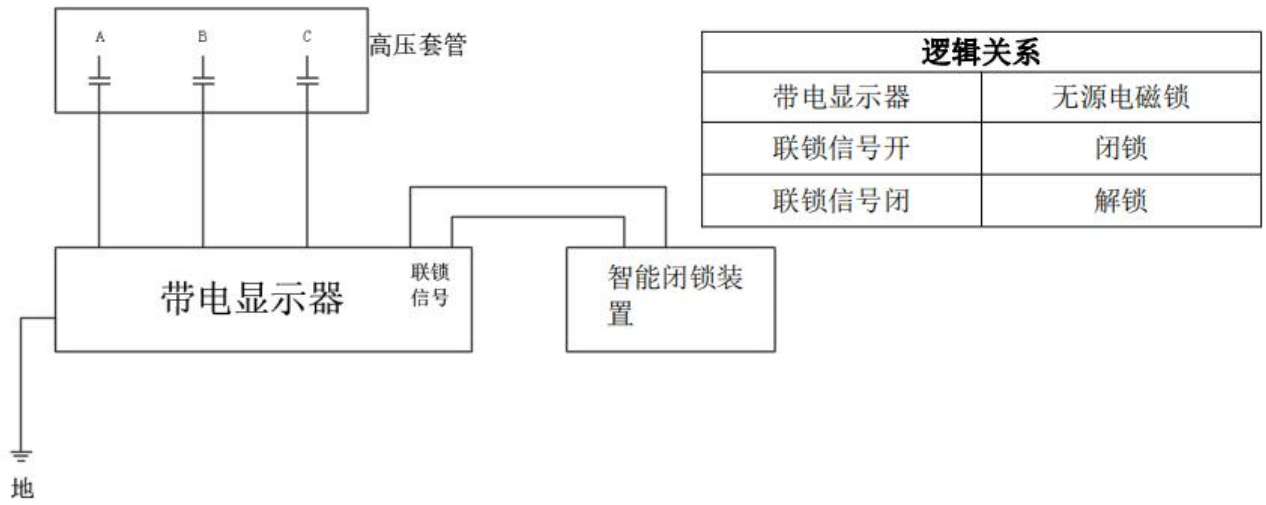 A
B
C
高压套管
逻辑关系
带电显示器
无源电磁锁
联锁信号开
闭锁
联锁信号闭
解锁
带电显示器
联锁
信号
智能闭锁装
置
地